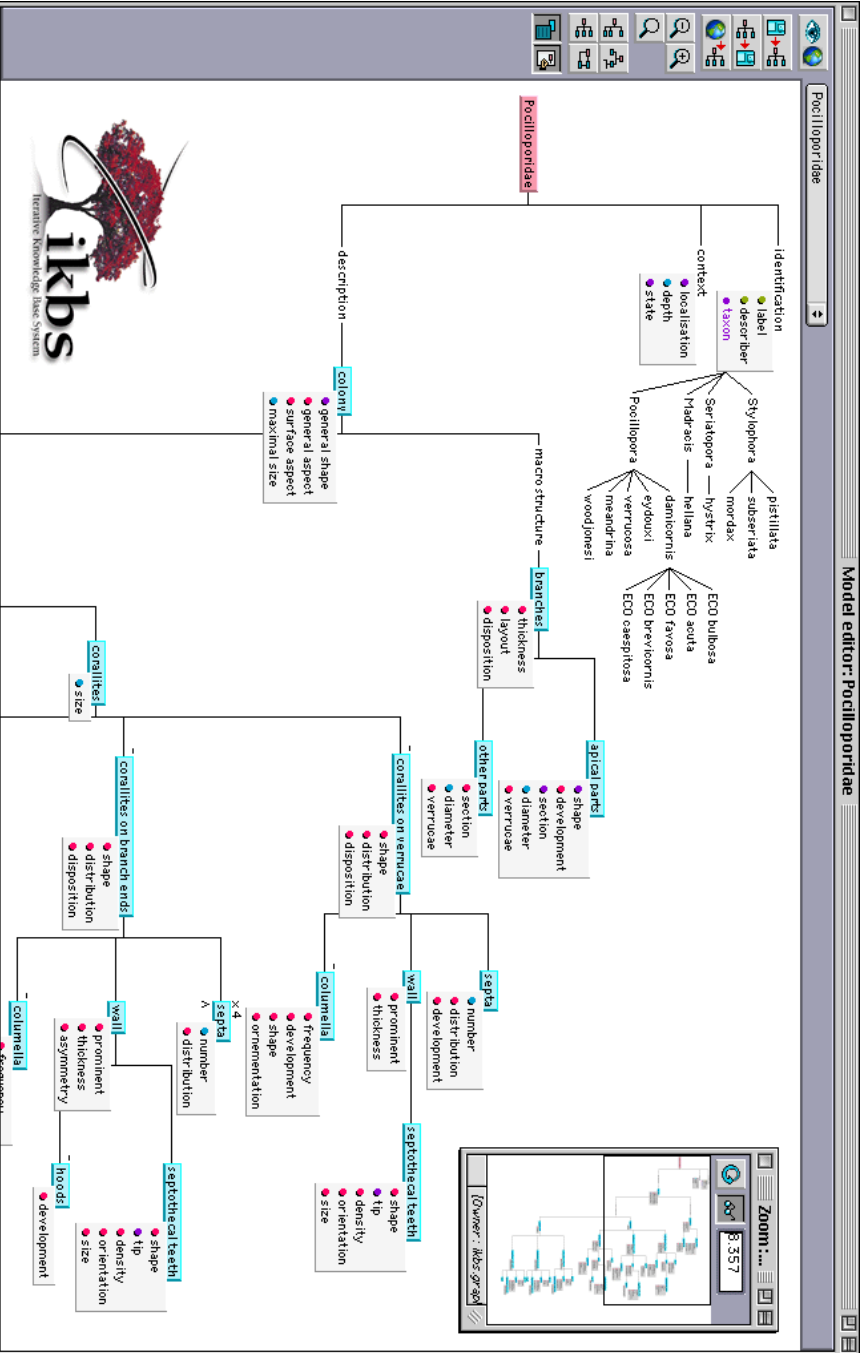 Model editor: Pocilloporidae
Pocilloporidae
Pocilloporidae
identification
label
describer
taxon
context
localisation
depth
state
Stylophora
pistillata
subseriata
mordax
Seriatopora
hystrix
Madracis
hellana
Pocillopora
damicornis
eydouxi
verrucosa
meandrina
woodjonesi
ECO bulbosa
ECO acuta
ECO favosa
ECO brevicornis
ECO caespitosa
description
colony
general shape
general aspect
surface aspect
maximal size
macro structure
branches
thickness
layout
disposition
apical parts
shape
development
section
diameter
verrucae
other parts
section
diameter
verrucae
corallites
size
corallites on verrucae
shape
distribution
disposition
septa
number
distribution
development
wall
prominent
thickness
septothecal teeth
shape
tip
density
orientation
size
columella
frequency
development
shape
ornementation
corallites on branch ends
shape
distribution
disposition
x4
septa
number
distribution
wall
prominent
thickness
asymmetry
septothecal teeth
shape
tip
density
orientation
size
hoods
development
columella
Zoom:...
8.357
[Owner : ikbs.grap
ikbs
Iterative Knowledge Base System